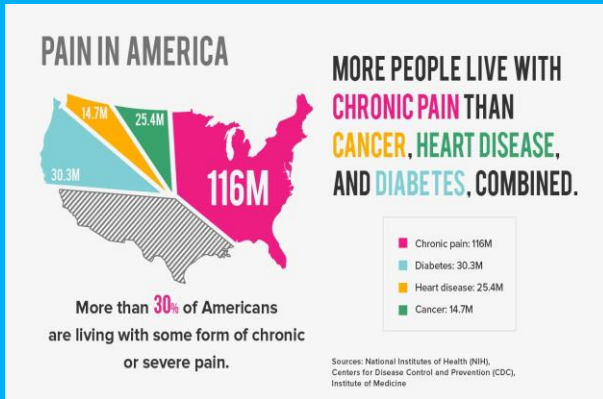 PAIN IN AMERICA
14.7M
25.4M
30.3M
116M
More than 30% of Americans
are living with some form of chronic
or severe pain.
MORE PEOPLE LIVE WITH
CHRONIC PAIN THAN
CANCER, HEART DISEASE,
AND DIABETES, COMBINED.
Chronic pain: 116M
Diabetes: 30.3M
Heart disease: 25.4M
Cancer: 14.7M
Sources: National Institutes of Health (NIH),
Centers for Disease Control and Prevention (CDC),
Institute of Medicine